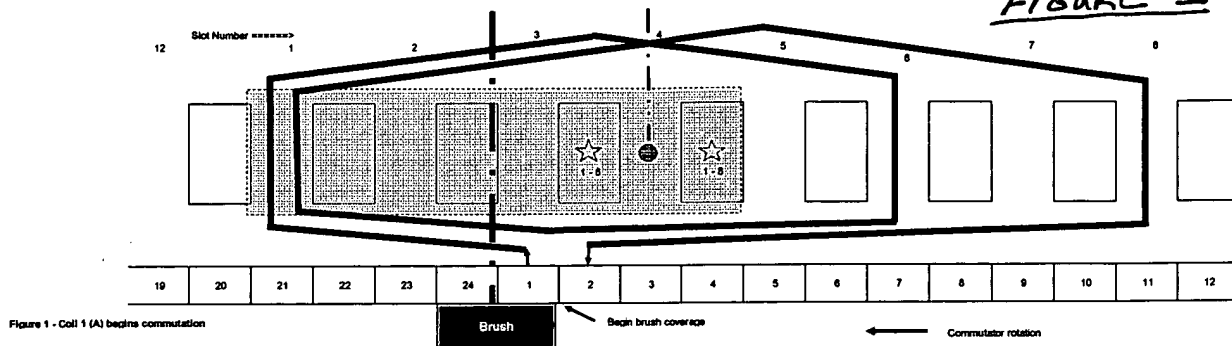 FIGURE
Slot Number ======>
12 1 2 3 4 5 6 7 8
1 - 8 1 - 8
19 20 21 22 23 24 1 2 3 4 5 6 7 8 9 10 11 12
Figure 1 - Coil 1 (A) begins commutation
Brush
Begin brush coverage
Commutator rotation